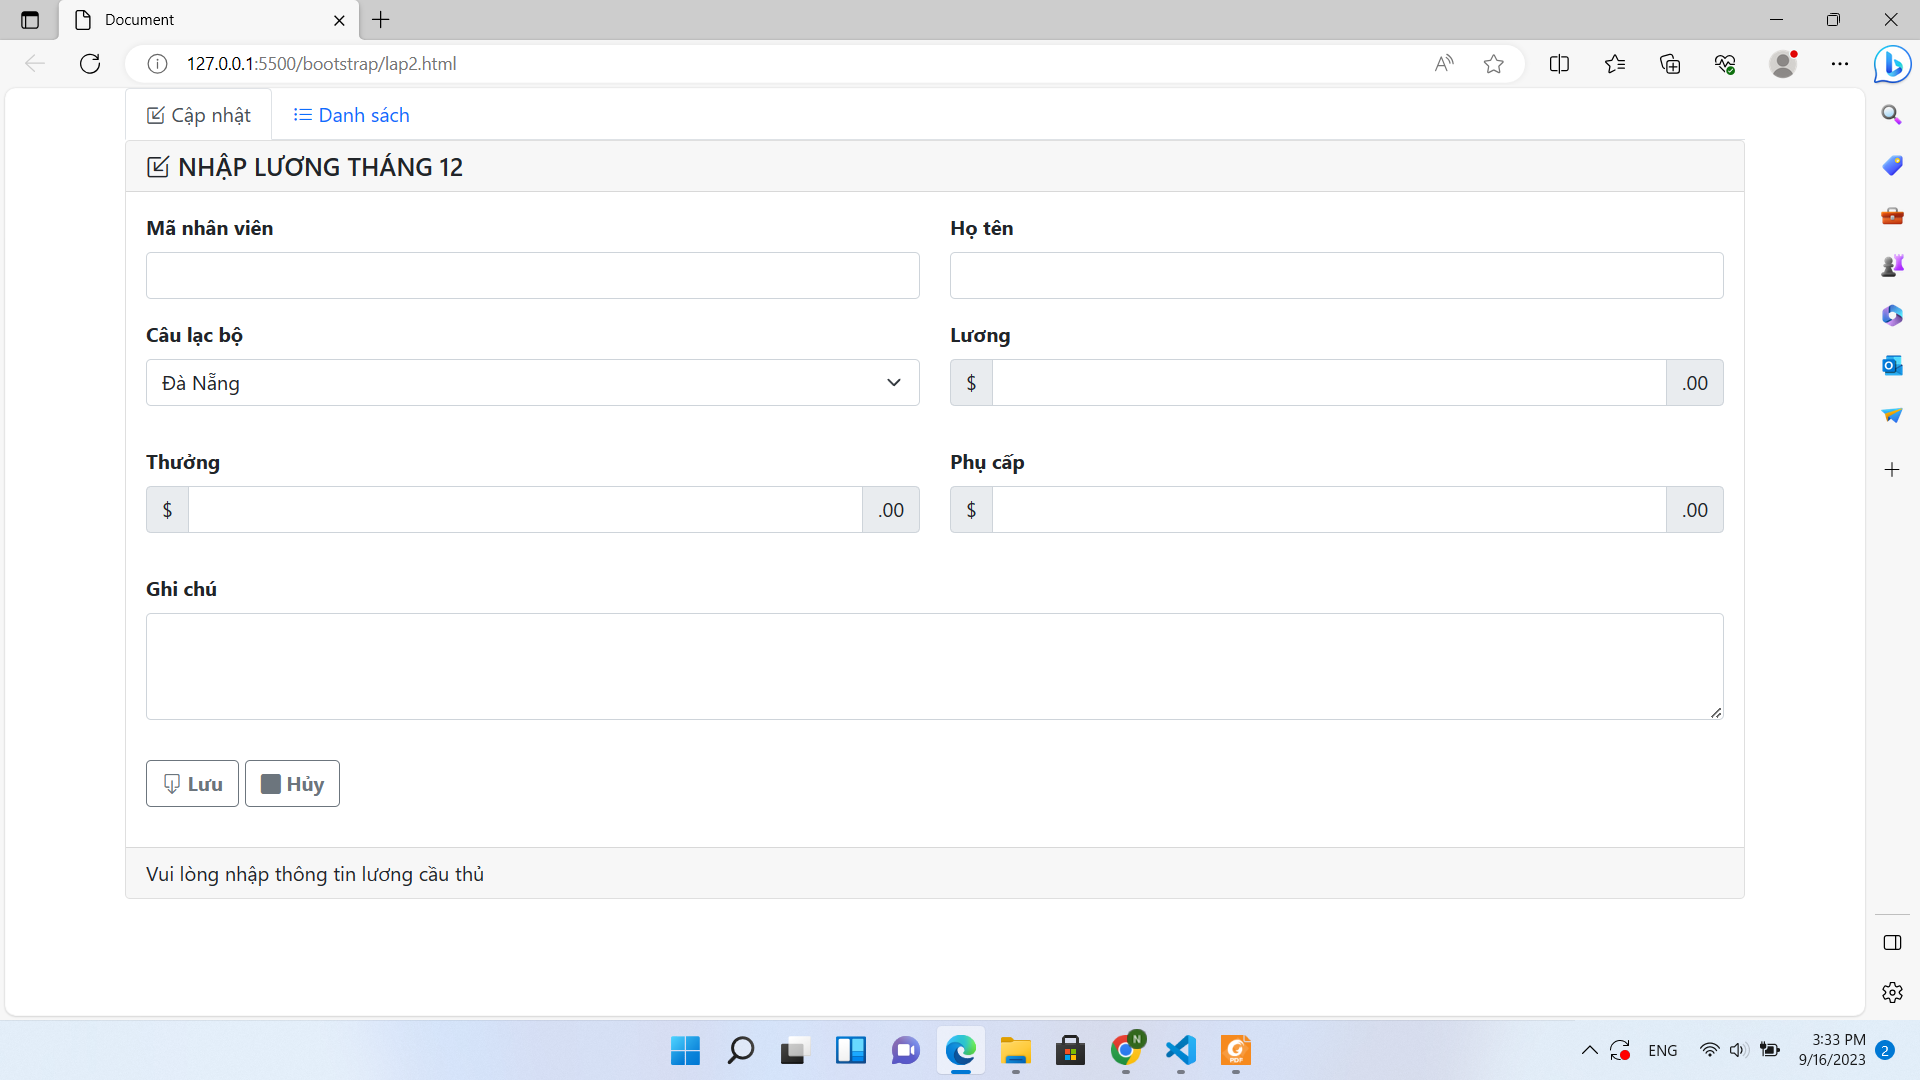 Document
127.0.0.1:5500/bootstrap/lap2.html
Cập nhật
Danh sách
NHẬP LƯƠNG THÁNG 12
Mã nhân viên
Họ tên
Câu lạc bộ
Lương
Đà Nẵng
$
.00
Thưởng
Phụ cấp
$
.00
$
.00
Ghi chú
Lưu
Hủy
Vui lòng nhập thông tin lương cầu thủ
N
PDF
ENG
3:33 PM
9/16/2023
2